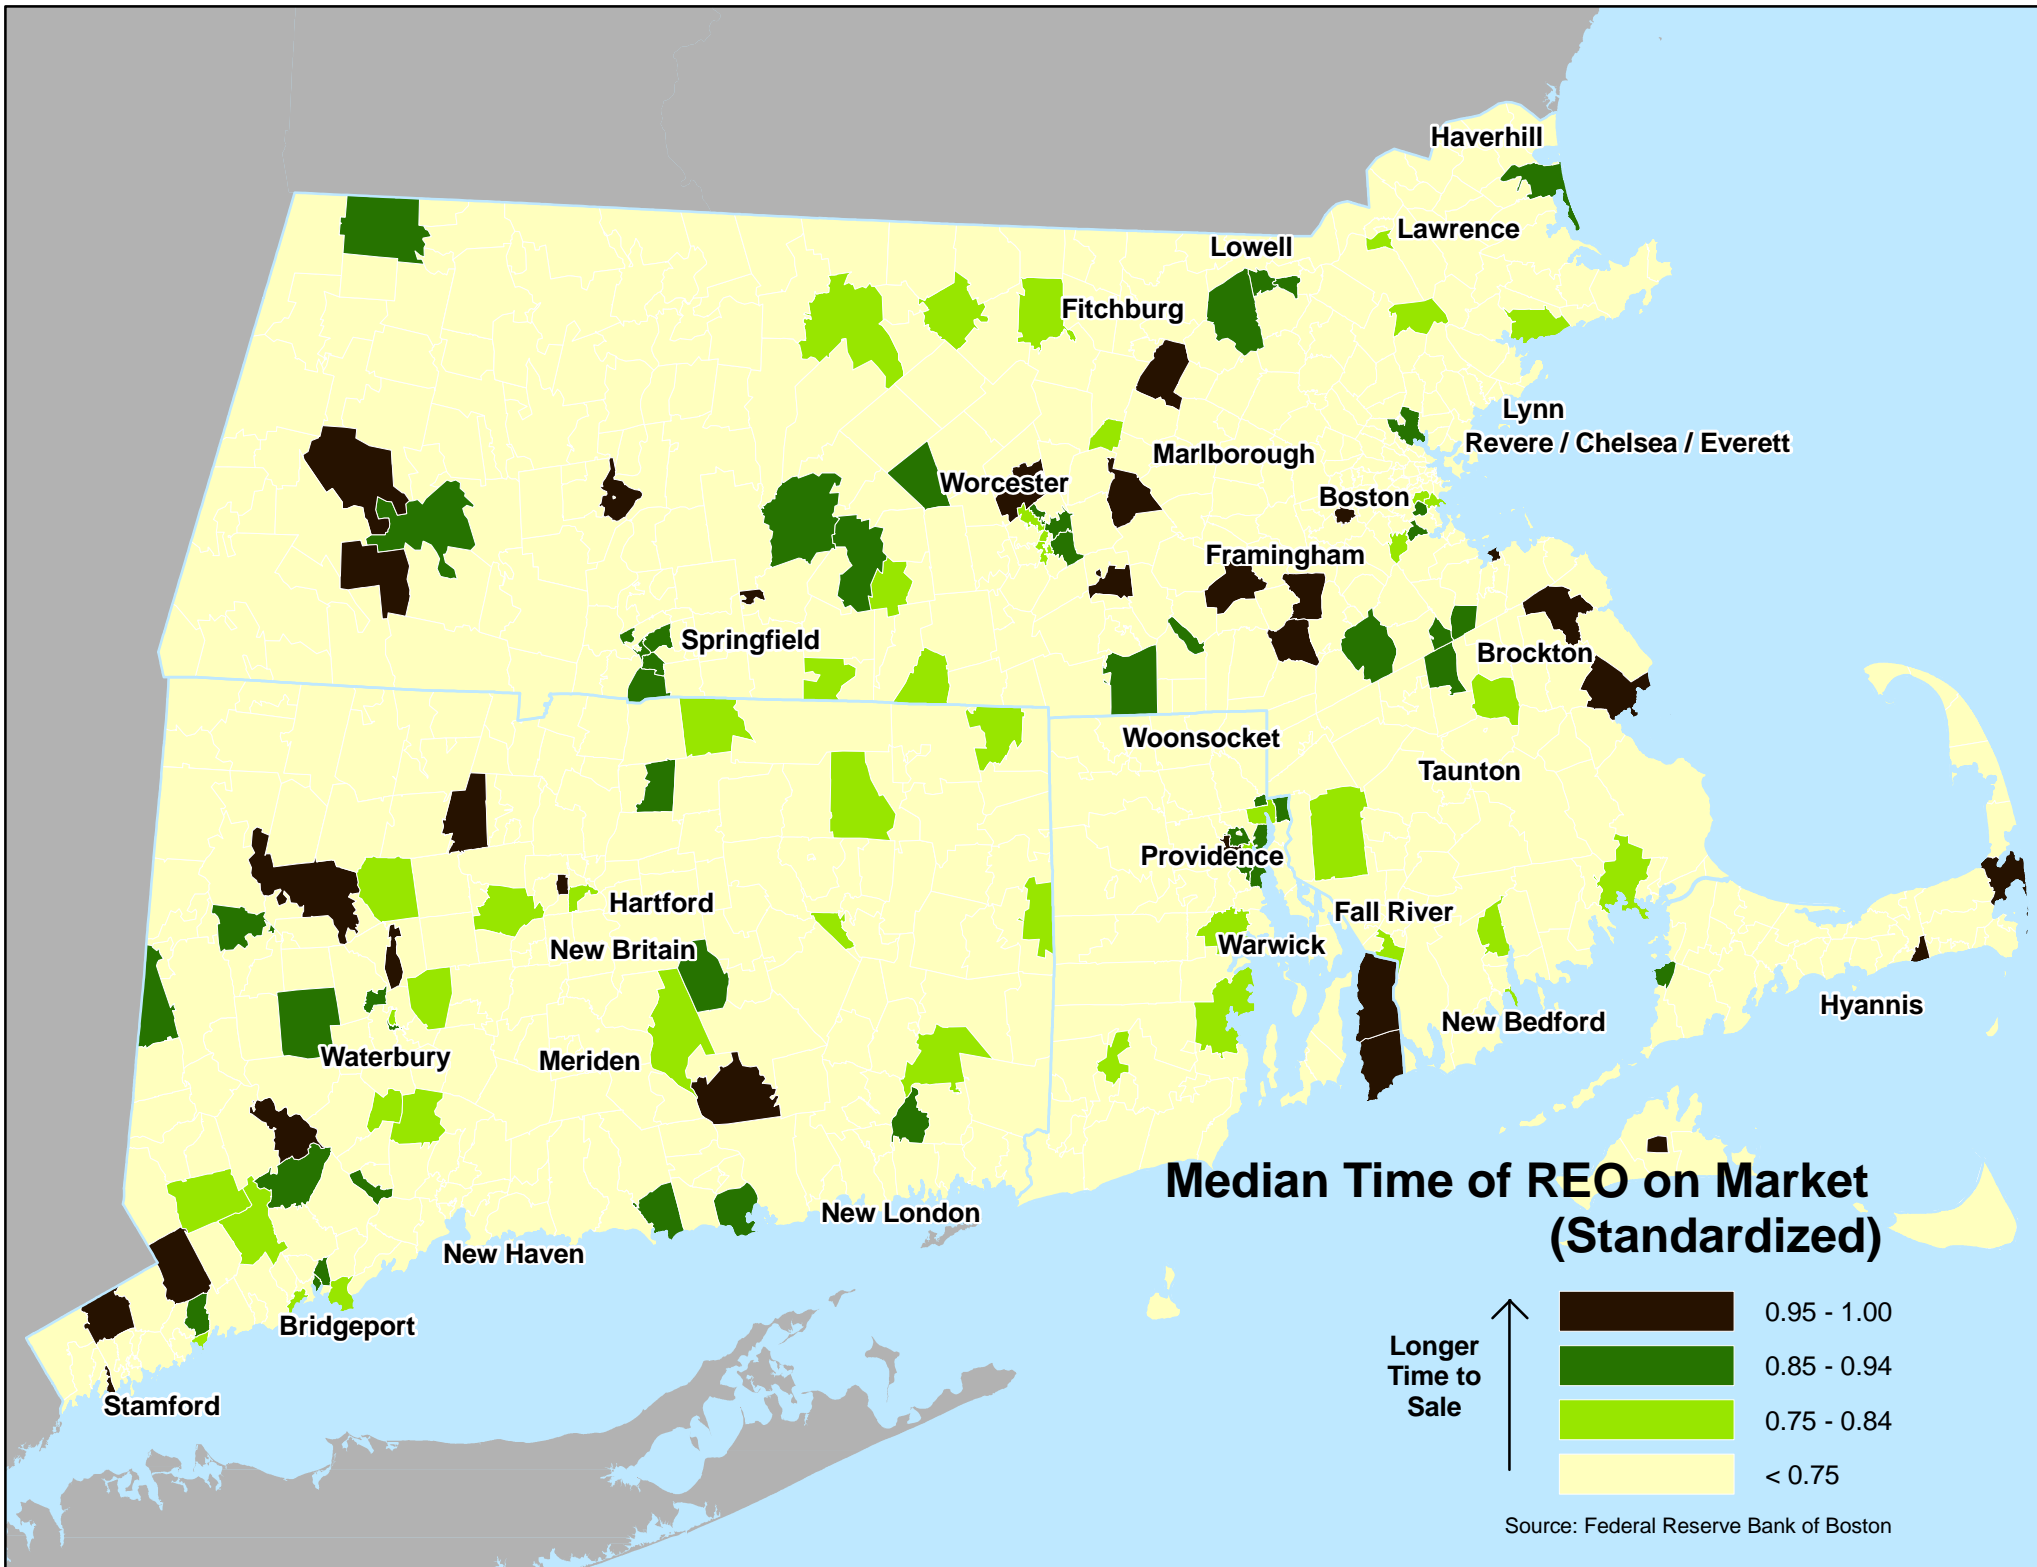 Haverhill
Lawrence
Lowell
Fitchburg
Lynn
Revere / Chelsea / Everett
Marlborough
Worcester
Boston
Framingham
Springfield
Brockton
Woonsocket
Taunton
Providence
Hartford
Fall River
Warwick
New Britain
Hyannis
New Bedford
Waterbury
Meriden
New London
New Haven
Bridgeport
Stamford
Median Time of REO on Market
(Standardized)
Longer
Time to
Sale
0.95 - 1.00
0.85 - 0.94
0.75 - 0.84
< 0.75
Source: Federal Reserve Bank of Boston